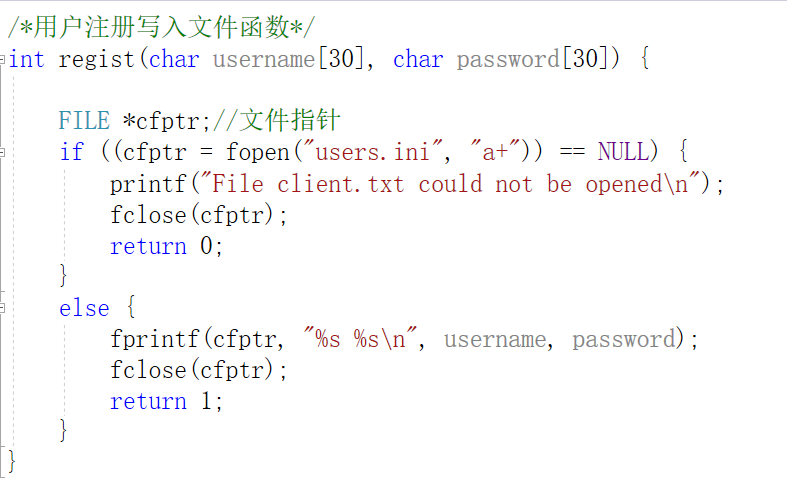 /*用户注册写入文件函数*/
int regist(char username[30], char password[30]) {
FILE *cfptr;//文件指针
if ((cfptr = fopen("users.ini", "a+")) == NULL) {
printf("File client.txt could not be opened\n");
fclose(cfptr);
return 0;
}
else {
fprintf(cfptr, "%s %s\n", username, password);
fclose(cfptr);
return 1;
}
}